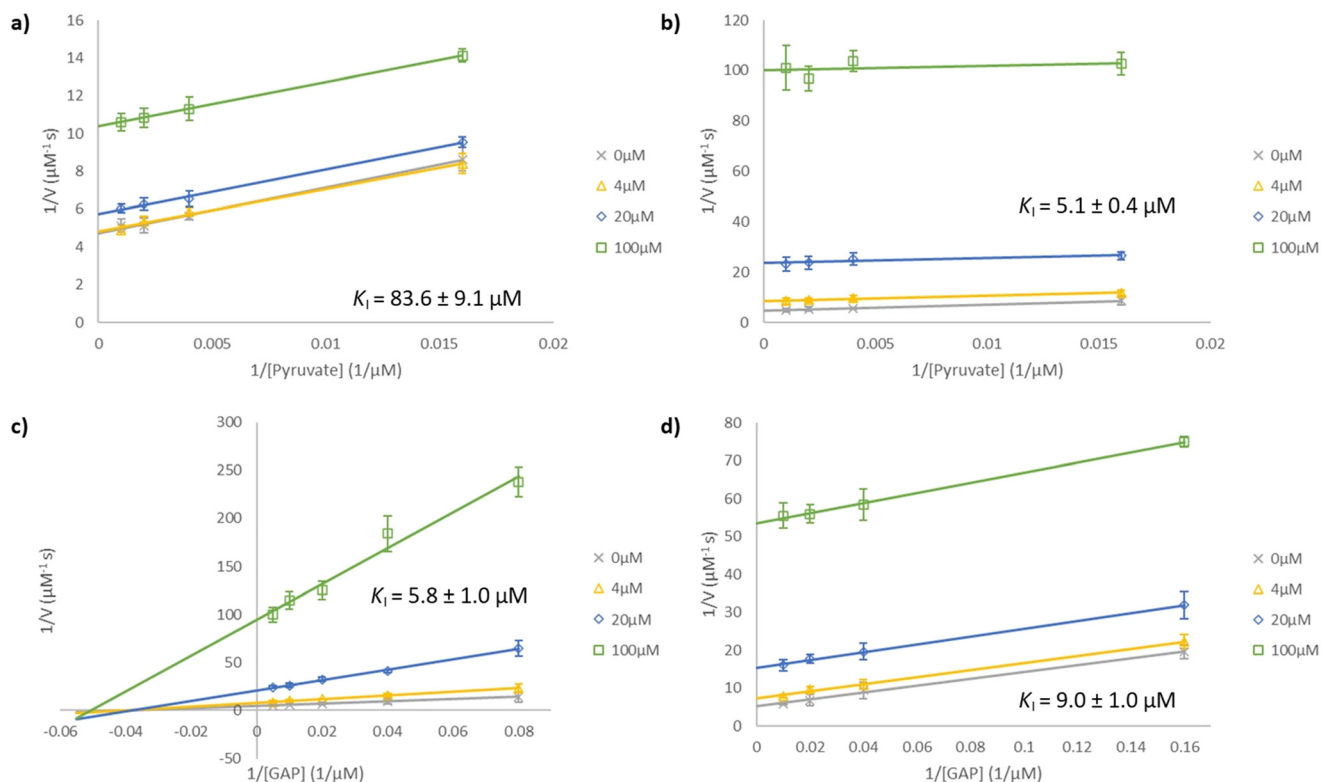 a)
16
14
12
10
8
6
4
2
0
1/V (µM⁻¹ s)
0 0.005 0.01 0.015 0.02
1/[Pyruvate] (1/µM)
K_I = 83.6 ± 9.1 µM
0µM
4µM
20µM
100µM
b)
120
100
80
60
40
20
0
1/V (µM⁻¹ s)
0 0.005 0.01 0.015 0.02
1/[Pyruvate] (1/µM)
K_I = 5.1 ± 0.4 µM
0µM
4µM
20µM
100µM
c)
300
250
200
150
100
50
0
-50
1/V (µM⁻¹ s)
-0.06 -0.04 -0.02 0 0.02 0.04 0.06 0.08
1/[GAP] (1/µM)
K_I = 5.8 ± 1.0 µM
0µM
4µM
20µM
100µM
d)
80
70
60
50
40
30
20
10
0
1/V (µM⁻¹ s)
0 0.02 0.04 0.06 0.08 0.1 0.12 0.14 0.16
1/[GAP] (1/µM)
K_I = 9.0 ± 1.0 µM
0µM
4µM
20µM
100µM